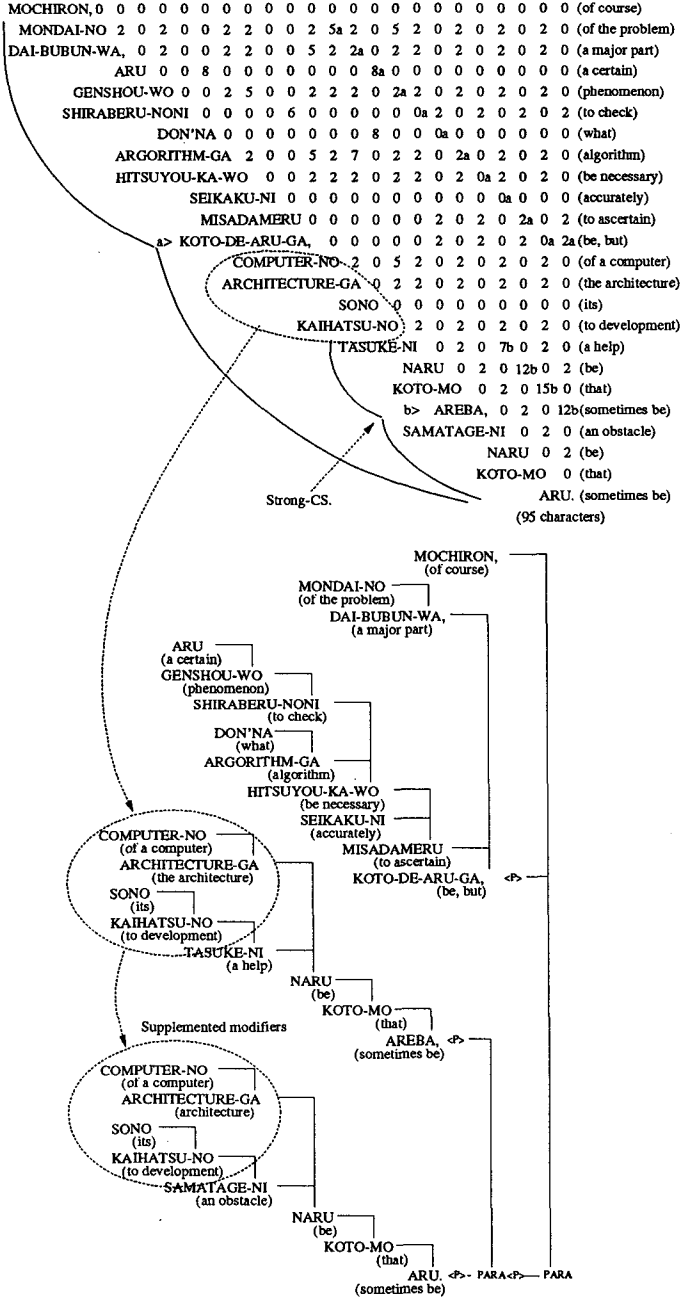 MOCHIRON, 0 0 0 0 0 0 0 0 0 0 0 0 0 0 0 0 0 0 0 0 0 0 0 (of course)
MONDAI-NO 2 0 2 0 0 2 2 0 2 2 5a 2 0 5 2 0 2 0 2 0 2 0 (of the problem)
DAI-BUBUN-WA, 0 2 0 0 2 2 0 0 5 2 2a 0 2 2 0 2 0 2 0 2 0 (a major part)
ARU 0 0 8 0 0 0 0 0 0 0 8a 0 0 0 0 0 0 0 0 0 (a certain)
GENSHOU-WO 0 0 2 5 0 0 2 2 2 0 2a 2 0 2 0 2 0 2 0 (phenomenon)
SHIRABERU-NONI 0 0 0 0 6 0 0 0 0 0 0a 2 0 2 0 2 0 2 (to check)
DON'NA 0 0 0 0 0 0 0 8 0 0 0a 0 0 0 0 0 0 (what)
ARGORITHM-GA 2 0 0 5 2 7 0 2 2 0 2a 0 2 0 2 0 (algorithm)
HITSUYOU-KA-WO 0 0 2 2 2 0 2 2 0 2 0a 2 0 2 0 (be necessary)
SEIKAKU-NI 0 0 0 0 0 0 0 0 0 0 0a 0 0 0 (accurately)
MISADAMERU 0 0 0 0 0 0 2 0 2 0 2a 0 2 (to ascertain)
a> KOTO-DE-ARU-GA, 0 0 0 0 0 2 0 2 0 2 0a 2a (be, but)
COMPUTER-NO 2 0 5 2 0 2 0 2 0 2 0 (of a computer)
ARCHITECTURE-GA 0 2 2 0 2 0 2 0 2 0 (the architecture)
SONO 0 0 0 0 0 0 0 0 0 (its)
KAIHATSU-NO 2 0 2 0 2 0 2 0 (to development)
TASUKE-NI 0 2 0 7b 0 2 0 (a help)
NARU 0 2 0 12b 0 2 (be)
KOTO-MO 0 2 0 15b 0 (that)
b> AREBA, 0 2 0 12b (sometimes be)
SAMATAGE-NI 0 2 0 (an obstacle)
NARU 0 2 (be)
KOTO-MO 0 (that)
Strong-CS.
ARU. (sometimes be)
(95 characters)
MOCHIRON,
(of course)
MONDAI-NO
(of the problem)
DAI-BUBUN-WA,
(a major part)
ARU
(a certain)
GENSHOU-WO
(phenomenon)
SHIRABERU-NONI
(to check)
DON'NA
(what)
ARGORITHM-GA
(algorithm)
HITSUYOU-KA-WO
(be necessary)
SEIKAKU-NI
(accurately)
MISADAMERU
(to ascertain)
KOTO-DE-ARU-GA, <P>
(be, but)
COMPUTER-NO
(of a computer)
ARCHITECTURE-GA
(the architecture)
SONO
(its)
KAIHATSU-NO
(to development)
TASUKE-NI
(a help)
NARU
(be)
KOTO-MO
(that)
AREBA, <P>
(sometimes be)
Supplemented modifiers
COMPUTER-NO
(of a computer)
ARCHITECTURE-GA
(architecture)
SONO
(its)
KAIHATSU-NO
(to development)
SAMATAGE-NI
(an obstacle)
NARU
(be)
KOTO-MO
(that)
ARU. <P> - PARA <P> PARA
(sometimes be)